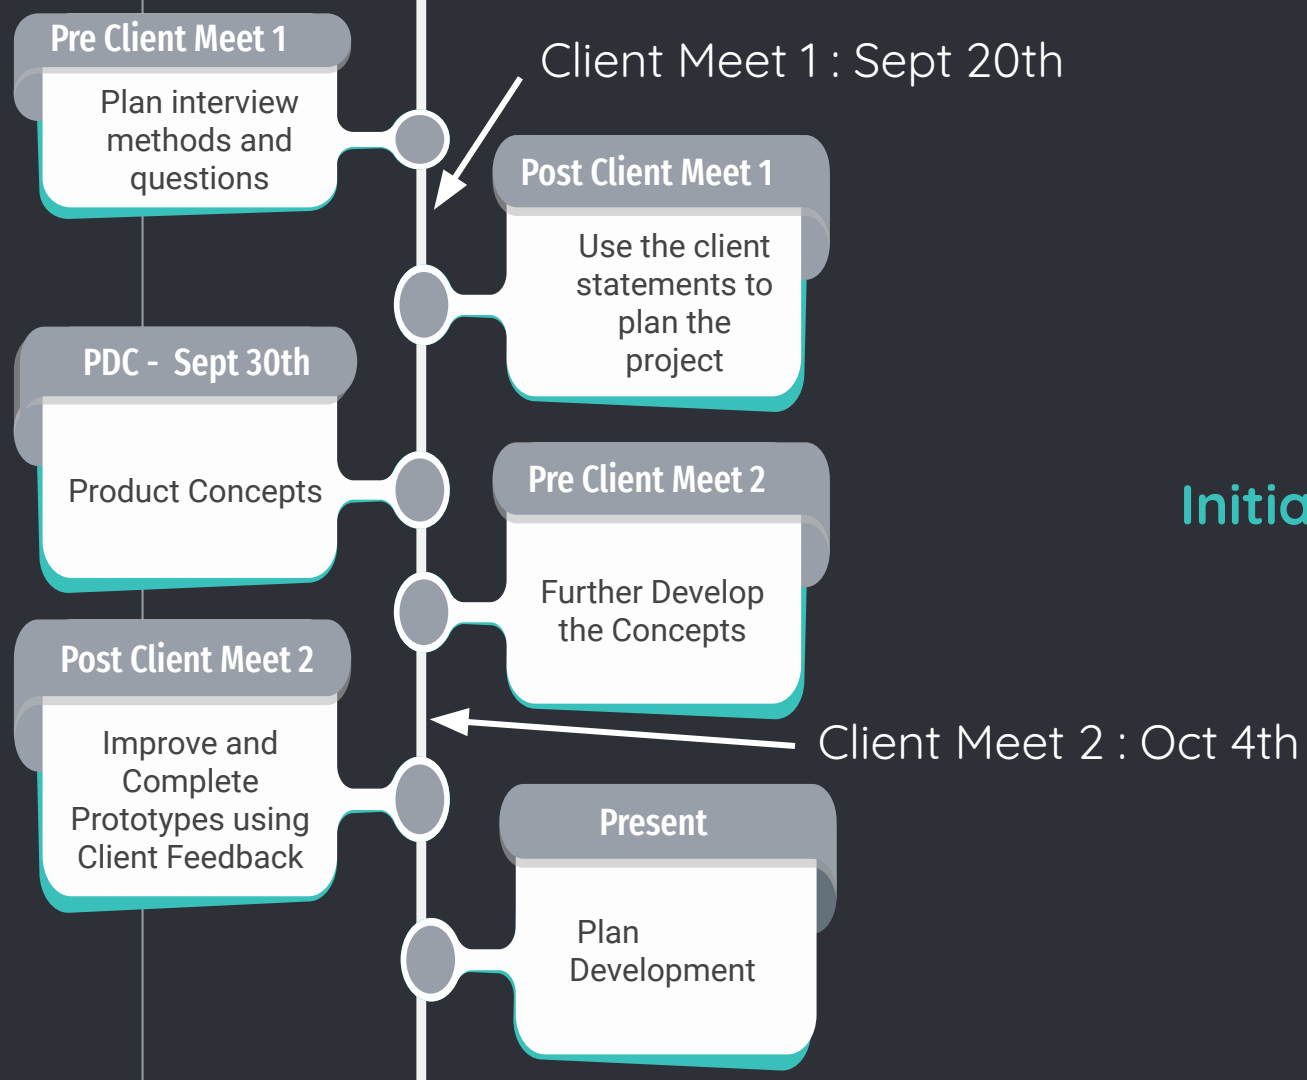 Pre Client Meet 1
Plan interview
methods and
questions
Client Meet 1 : Sept 20th
Post Client Meet 1
Use the client
statements to
plan the
project
PDC - Sept 30th
Product Concepts
Pre Client Meet 2
Further Develop
the Concepts
Initia
Post Client Meet 2
Improve and
Complete
Prototypes using
Client Feedback
Client Meet 2 : Oct 4th
Present
Plan
Development